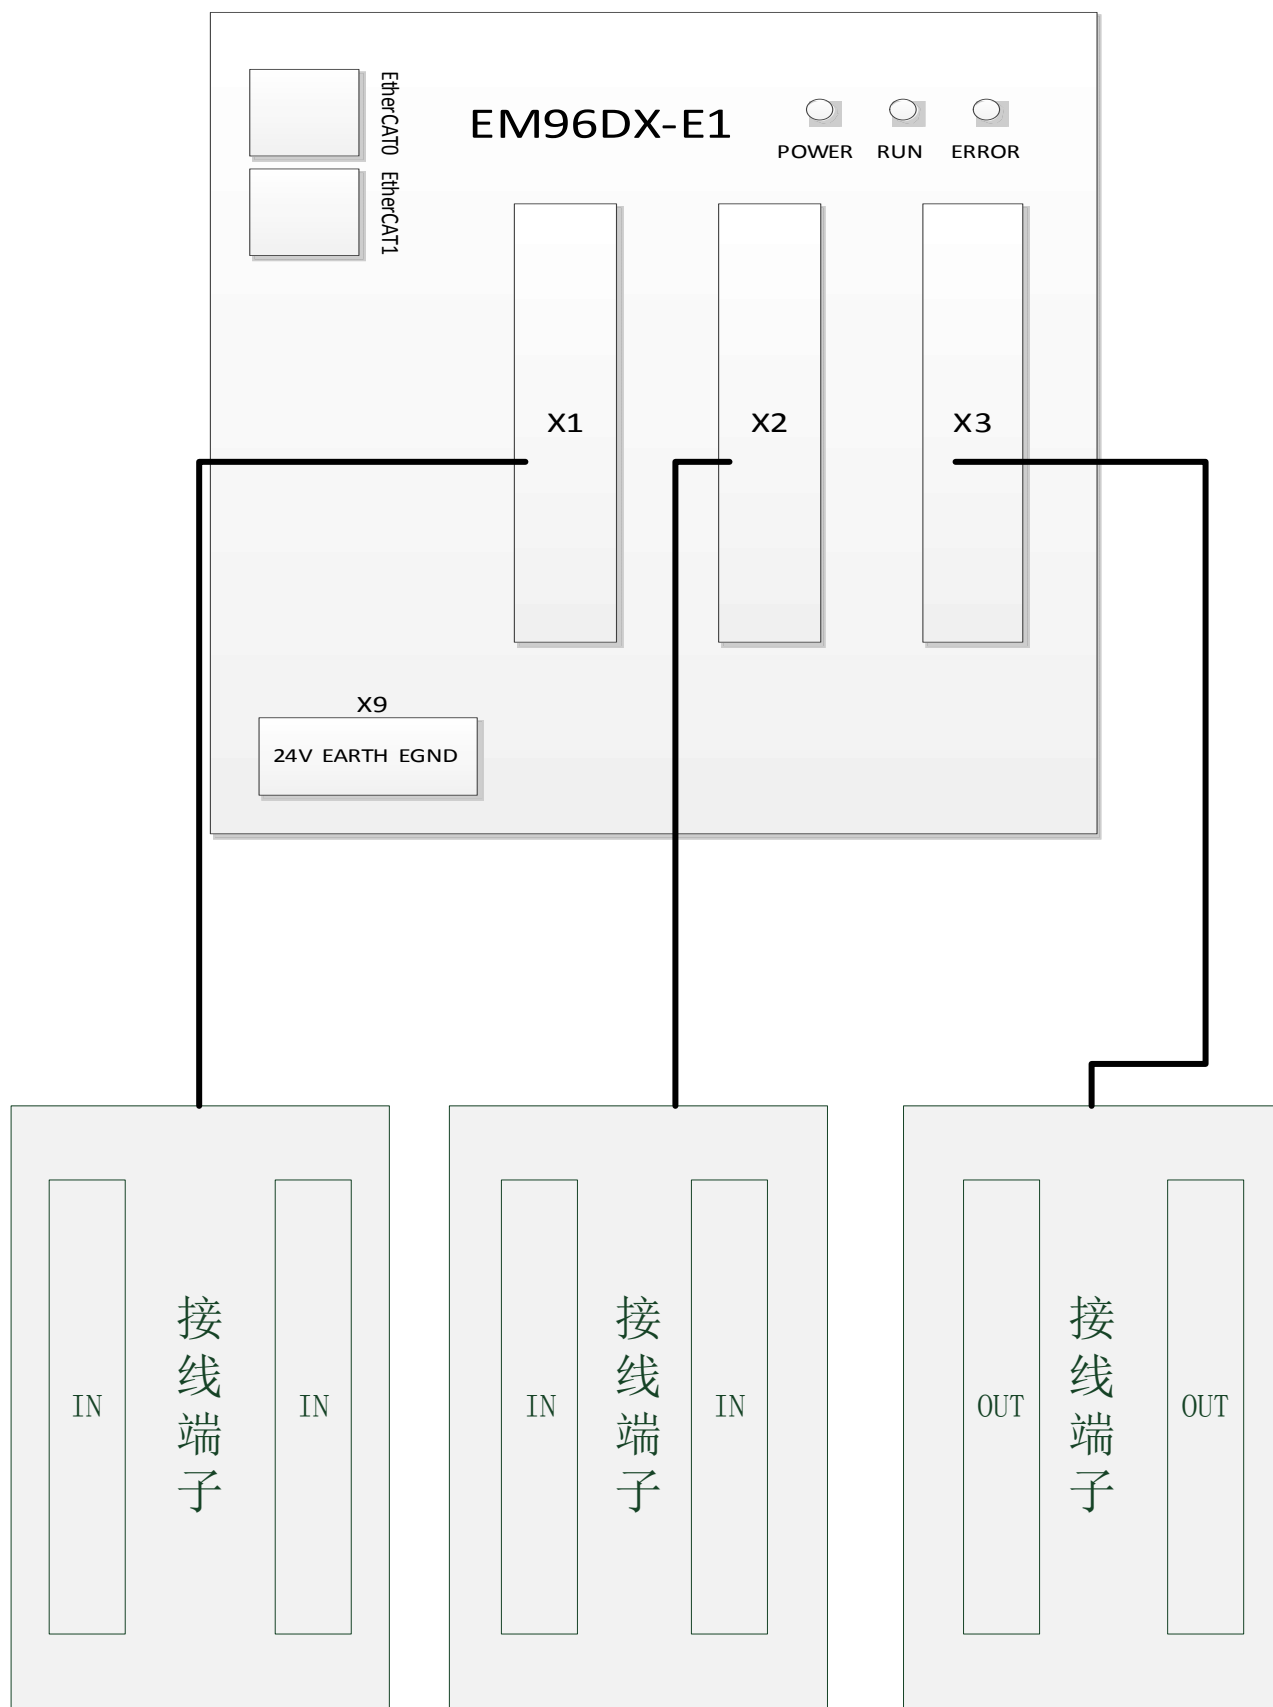 EtherCAT0
EtherCAT1
EM96DX-E1
POWER RUN ERROR
X1
X2
X3
X9
24V EARTH EGND
IN
接线端子
IN
IN
接线端子
IN
OUT
接线端子
OUT